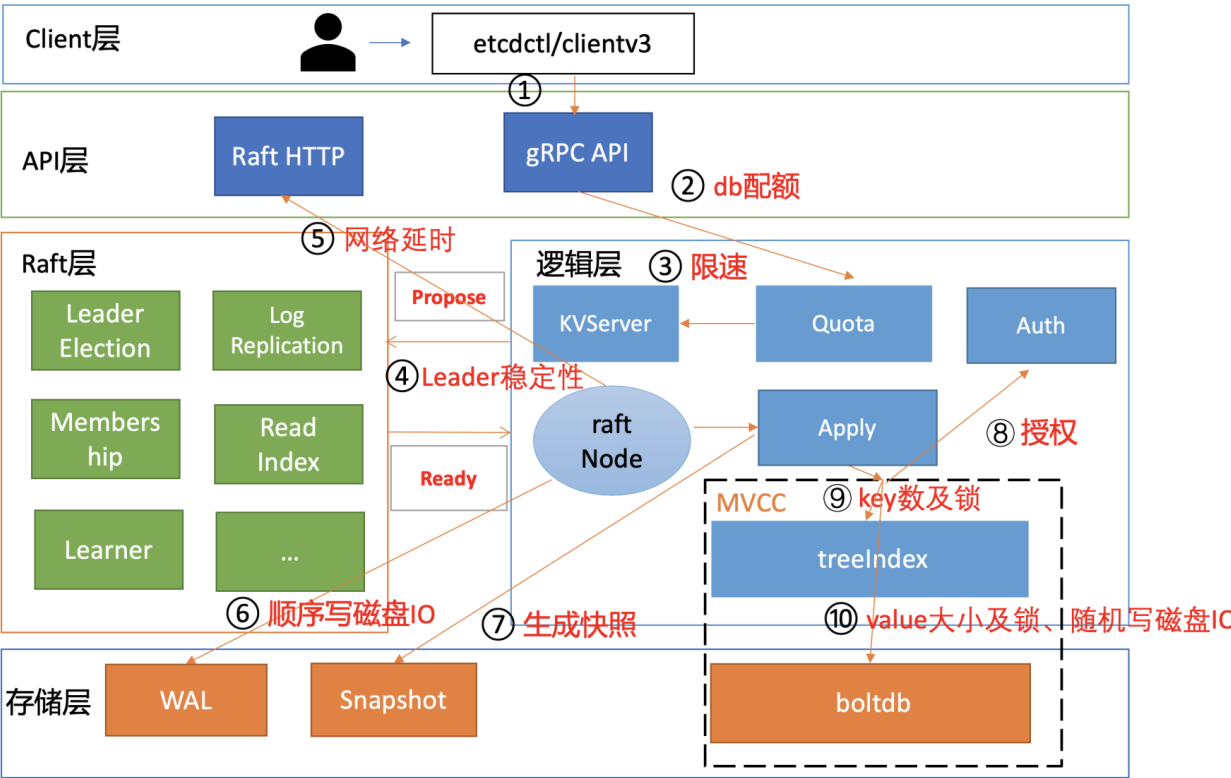 Client层
etcdctl/clientv3
①
API层
Raft HTTP
gRPC API
② db配额
⑤ 网络延时
Raft层
Leader
Election
Log
Replication
Members
hip
Read
Index
Learner
...
Propose
Ready
④Leader稳定性
逻辑层
③ 限速
KVServer
Quota
Auth
raft
Node
Apply
⑧ 授权
MVCC
⑨ key数及锁
treeIndex
⑥ 顺序写磁盘IO
⑦ 生成快照
⑩ value大小及锁、随机写磁盘IO
存储层
WAL
Snapshot
boltdb